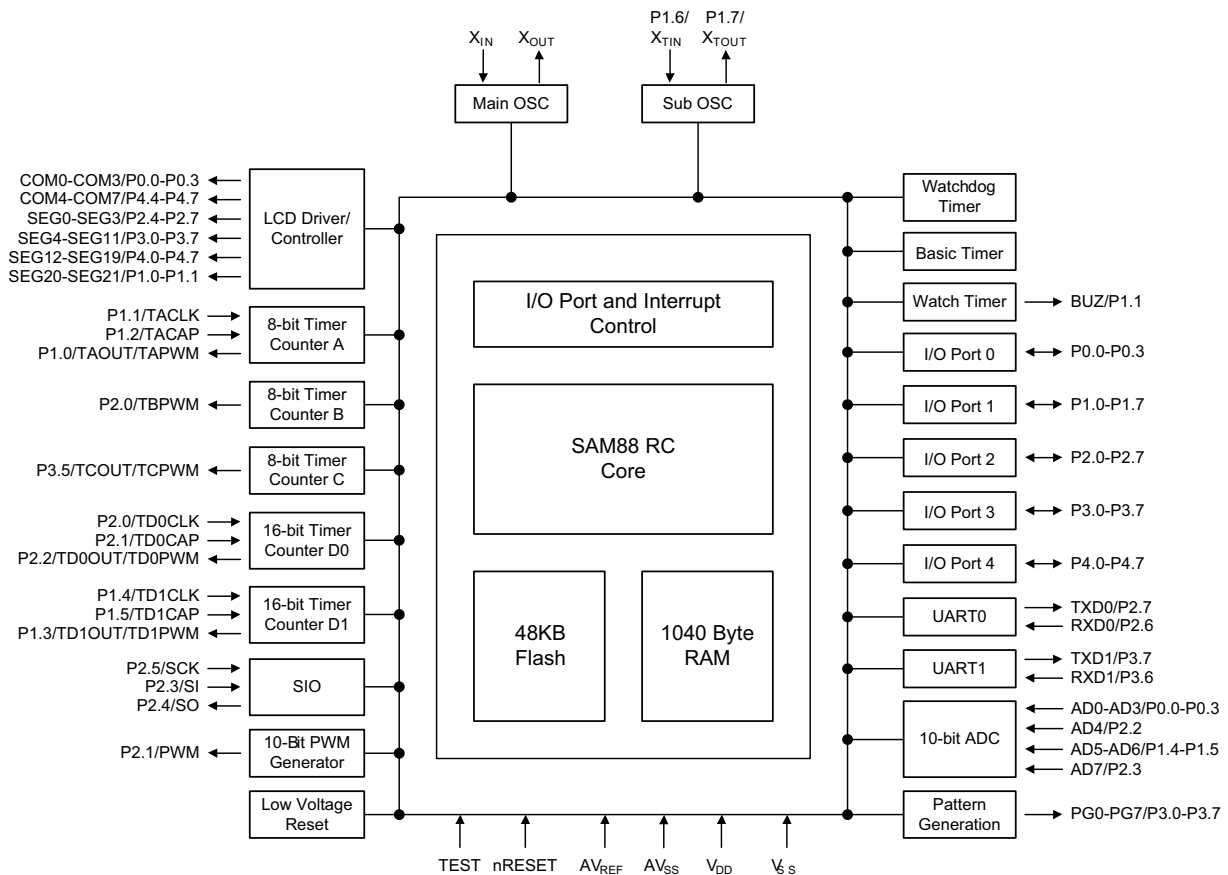 P1.6/ P1.7/
XIN XOUT XTIN XTOUT
Main OSC
Sub OSC
COM0-COM3/P0.0-P0.3
COM4-COM7/P4.4-P4.7
SEG0-SEG3/P2.4-P2.7
SEG4-SEG11/P3.0-P3.7
SEG12-SEG19/P4.0-P4.7
SEG20-SEG21/P1.0-P1.1
LCD Driver/
Controller
P1.1/TACLK
P1.2/TACAP
P1.0/TAOUT/TAPWM
8-bit Timer
Counter A
P2.0/TBPWM
8-bit Timer
Counter B
P3.5/TCOUT/TCPWM
8-bit Timer
Counter C
P2.0/TD0CLK
P2.1/TD0CAP
P2.2/TD0OUT/TD0PWM
16-bit Timer
Counter D0
P1.4/TD1CLK
P1.5/TD1CAP
P1.3/TD1OUT/TD1PWM
16-bit Timer
Counter D1
P2.5/SCK
P2.3/SI
P2.4/SO
SIO
P2.1/PWM
10-Bit PWM
Generator
Low Voltage
Reset
I/O Port and Interrupt
Control
SAM88 RC
Core
48KB
Flash
1040 Byte
RAM
Watchdog
Timer
Basic Timer
Watch Timer
BUZ/P1.1
I/O Port 0
P0.0-P0.3
I/O Port 1
P1.0-P1.7
I/O Port 2
P2.0-P2.7
I/O Port 3
P3.0-P3.7
I/O Port 4
P4.0-P4.7
UART0
TXD0/P2.7
RXD0/P2.6
UART1
TXD1/P3.7
RXD1/P3.6
10-bit ADC
AD0-AD3/P0.0-P0.3
AD4/P2.2
AD5-AD6/P1.4-P1.5
AD7/P2.3
Pattern
Generation
PG0-PG7/P3.0-P3.7
TEST nRESET AVREF AVSS VDD VSS